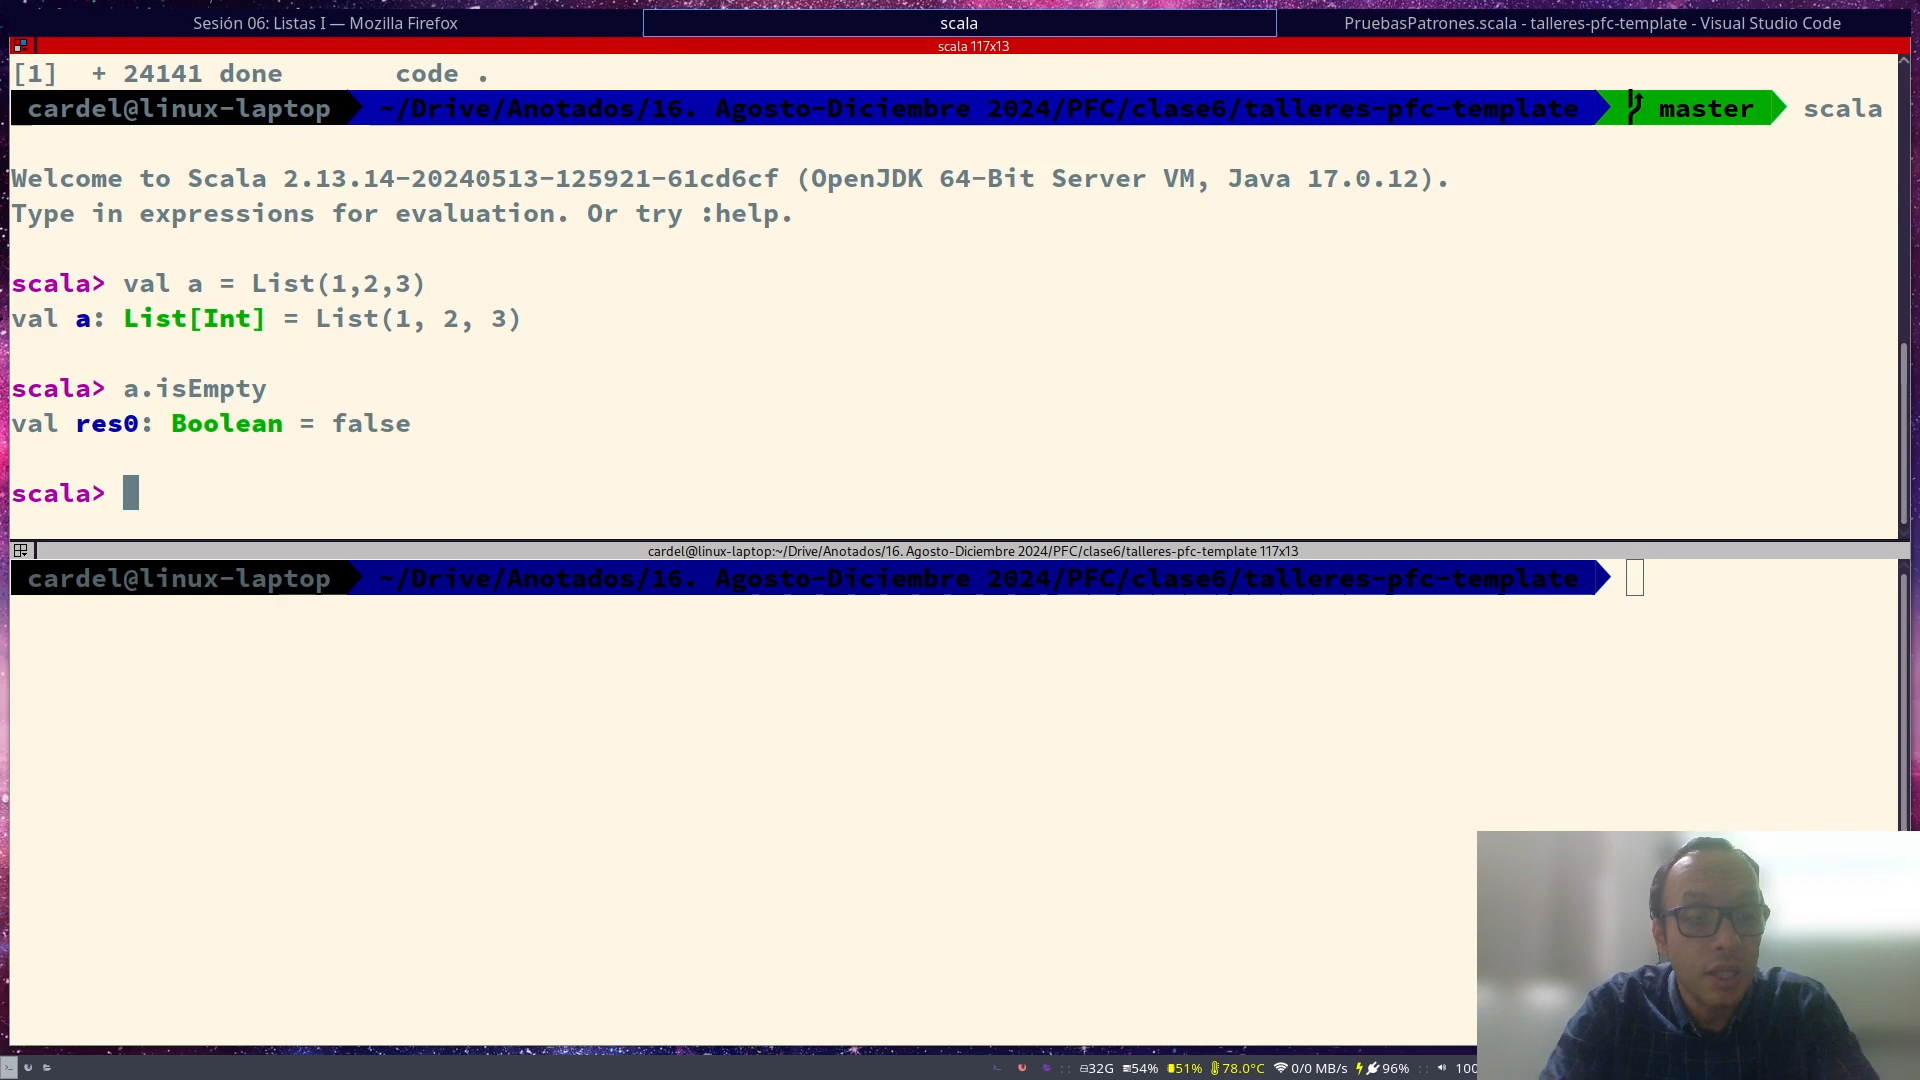 Sesión 06: Listas I — Mozilla Firefox
scala
PruebasPatrones.scala - talleres-pfc-template - Visual Studio Code
scala 117x13
[1]  + 24141 done       code .
cardel@linux-laptop ~/Drive/Anotados/16. Agosto-Diciembre 2024/PFC/clase6/talleres-pfc-template master scala
Welcome to Scala 2.13.14-20240513-125921-61cd6cf (OpenJDK 64-Bit Server VM, Java 17.0.12).
Type in expressions for evaluation. Or try :help.
scala> val a = List(1,2,3)
val a: List[Int] = List(1, 2, 3)
scala> a.isEmpty
val res0: Boolean = false
scala>
cardel@linux-laptop:~/Drive/Anotados/16. Agosto-Diciembre 2024/PFC/clase6/talleres-pfc-template 117x13
cardel@linux-laptop ~/Drive/Anotados/16. Agosto-Diciembre 2024/PFC/clase6/talleres-pfc-template
32G 54% 51% 78.0°C 0/0 MB/s 96% 100